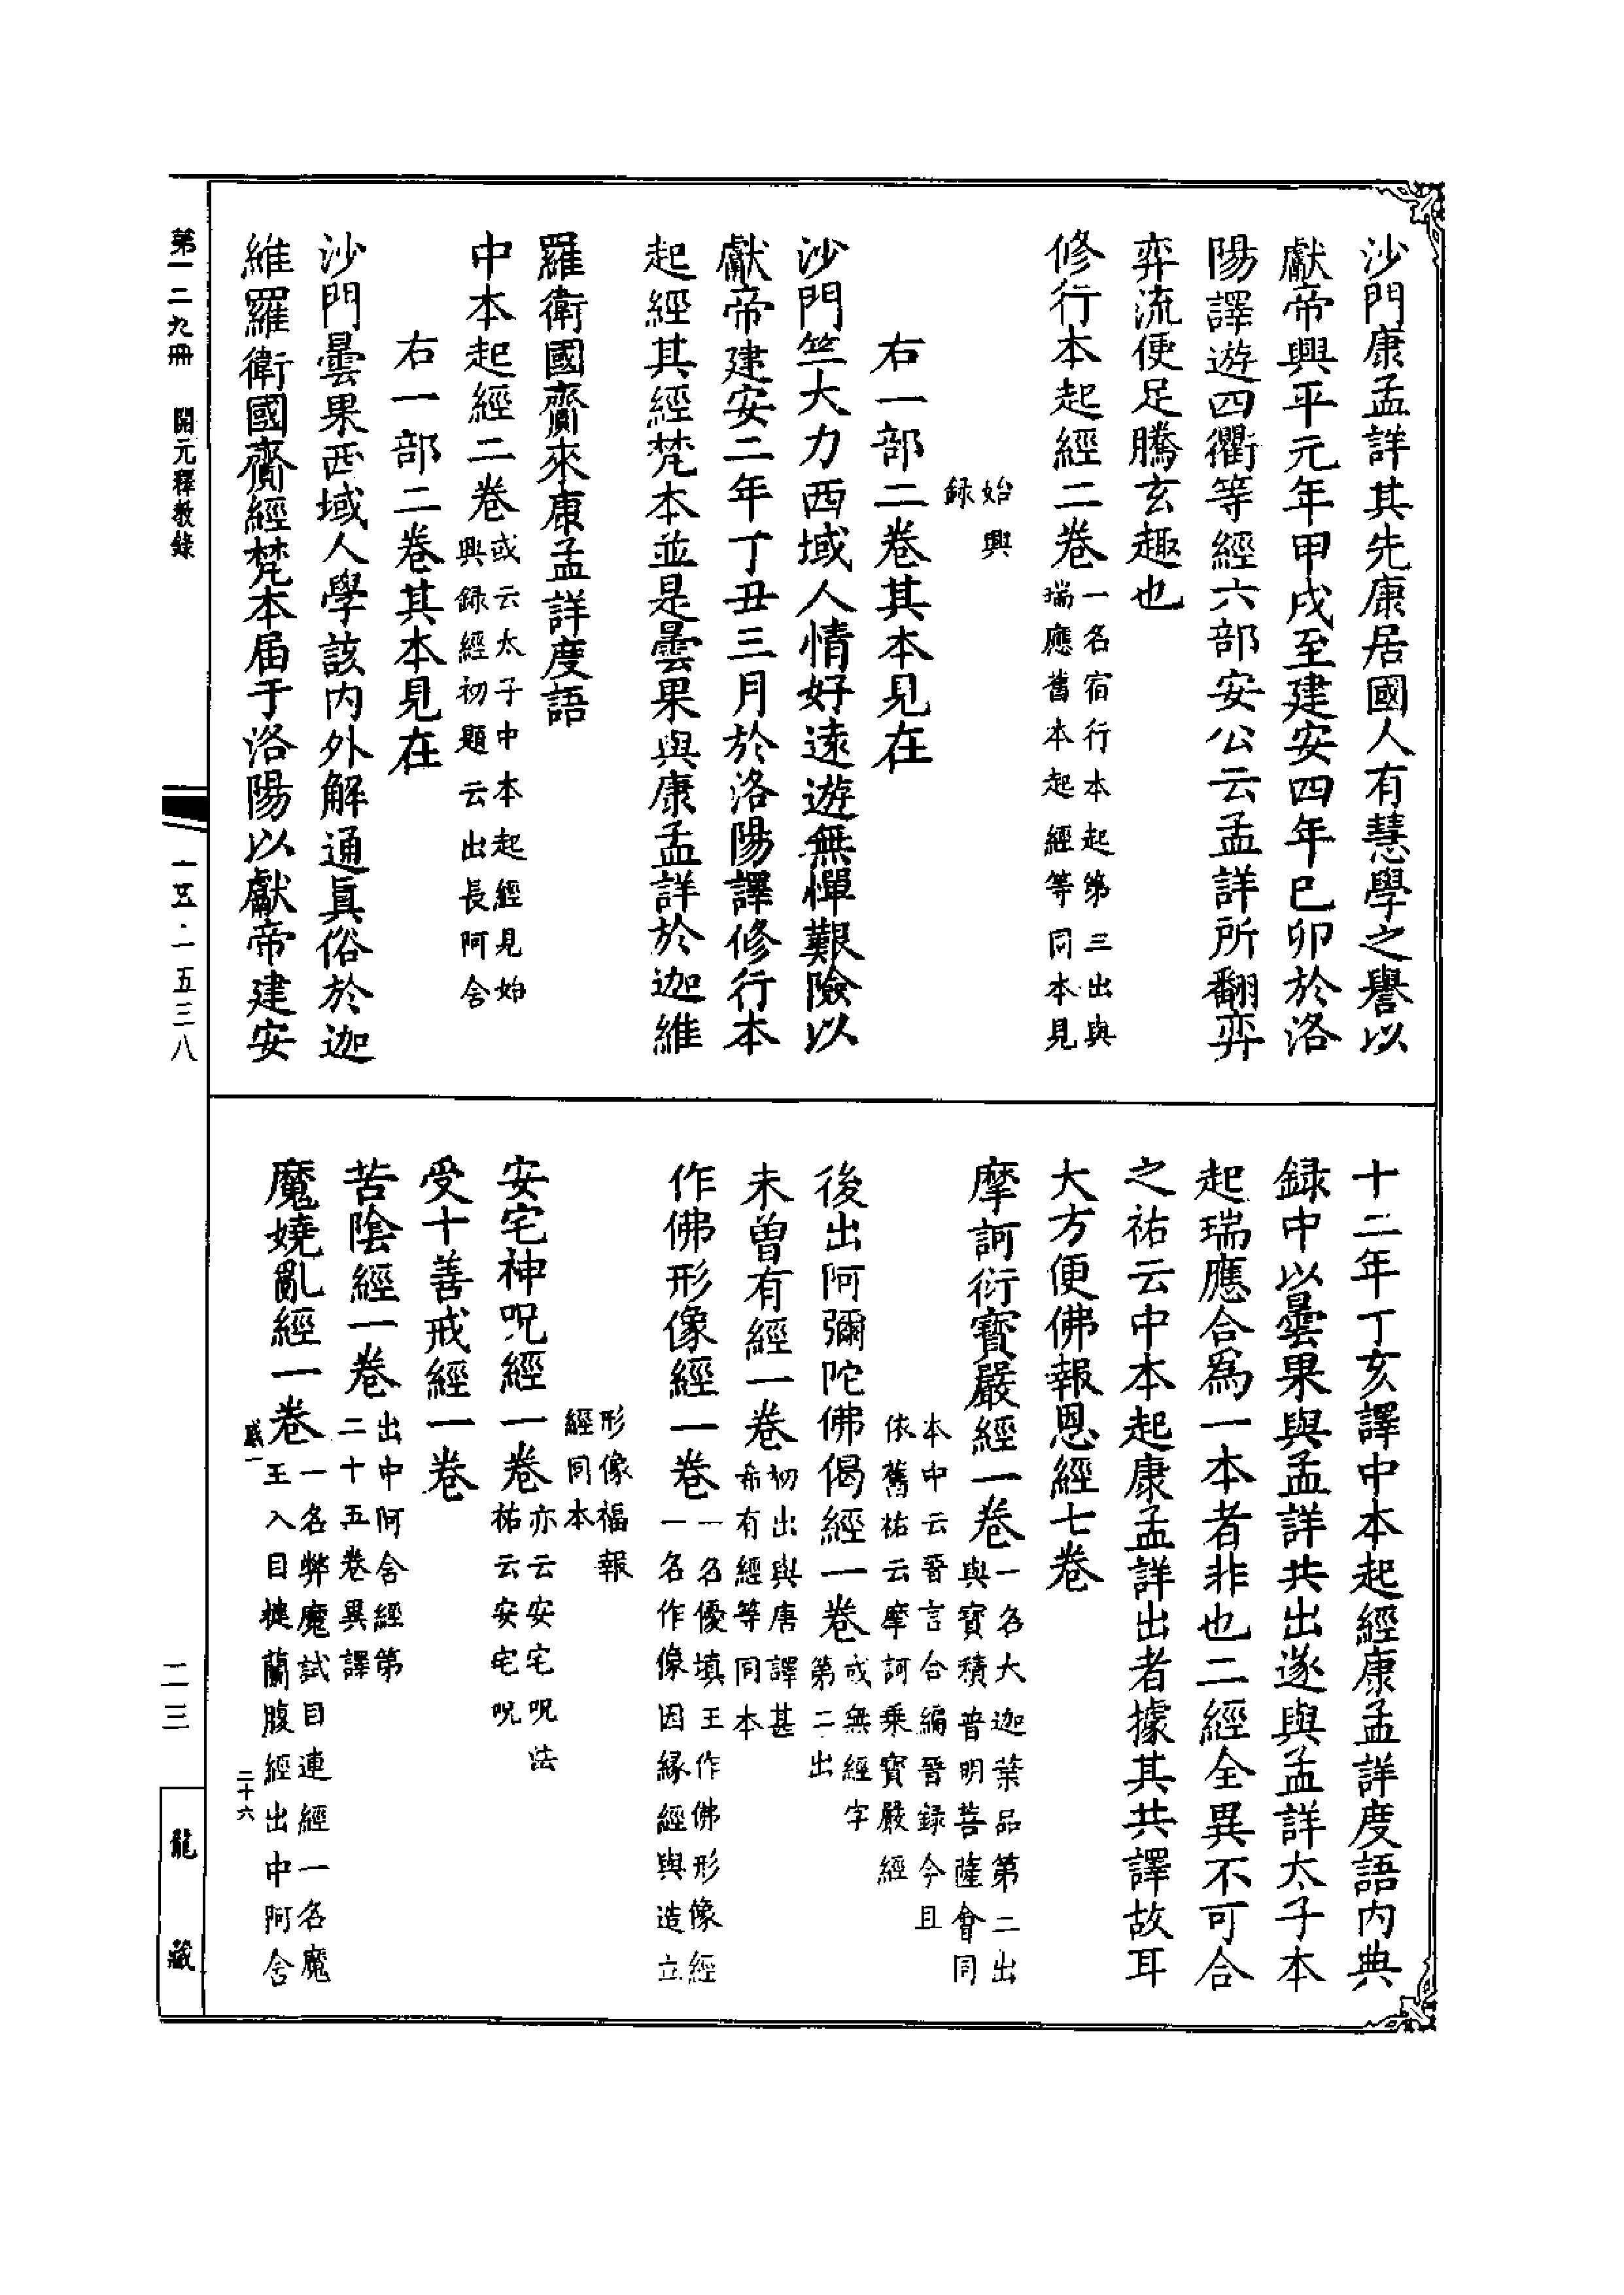 沙門康孟詳其先康居國人有慧學之譽以
獻帝興平元年甲戌至建安四年已卯於洛
陽譯遊四衢等經六部安公云孟詳所翻弈
弈流便足騰玄趣也
修行本起經二卷一名宿行本起第三出與
瑞應舊本起經等同本見
始興
録
右一部二卷其本見在
沙門竺大力西域人情好遠遊無憚艱險以
獻帝建安二年丁丑三月於洛陽譯修行本
起經其經梵本並是曇果與康孟詳於迦維
羅衛國齎來康孟詳度語
中本起經二卷或云太子中本起經見始
興録經初題云出長阿含
右一部二卷其本見在
沙門曇果西域人學該内外解通真俗於迦
維羅衛國齎經梵本届于洛陽以獻帝建安
十二年丁亥譯中本起經康孟詳度語内典
録中以曇果與孟詳共出遂與孟詳太子本
起瑞應合為一本者非也二經全異不可合
之祐云中本起康孟詳出者據其共譯故耳
大方便佛報恩經七卷
摩訶衍寶嚴經一卷一名大迦葉品第二出
與寶積普明菩薩會同
本中云晉言合編晉録今且
依舊祐云摩訶乘寶嚴經
後出阿彌陀佛偈經一卷或無經字
第二出
未曾有經一卷初出與唐譯甚
希有經等同本
作佛形像經一卷一名優填王作佛形像經
一名作像因緣經與造立
形像福報
經同本
安宅神呪經一卷亦云安宅呪法
祐云安宅呪
受十善戒經一卷
苦陰經一卷出中阿含經第
二十五卷異譯
魔嬈亂經一卷一名弊魔試目連經一名魔
王入目揵蘭腹經出中阿含
感一
二十六
第一二九冊 開元釋教錄
一五·一五三八
二三
龍藏